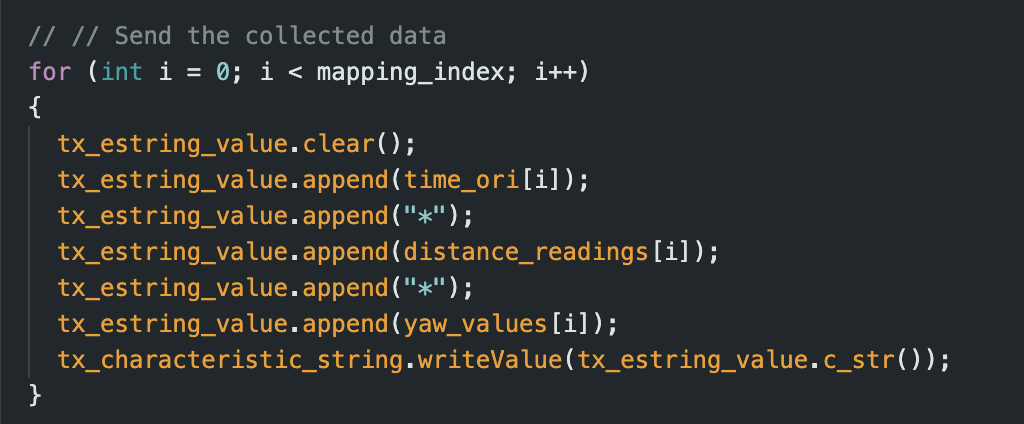 // // Send the collected data
for (int i = 0; i < mapping_index; i++)
{
  tx_estring_value.clear();
  tx_estring_value.append(time_ori[i]);
  tx_estring_value.append("*");
  tx_estring_value.append(distance_readings[i]);
  tx_estring_value.append("*");
  tx_estring_value.append(yaw_values[i]);
  tx_characteristic_string.writeValue(tx_estring_value.c_str());
}